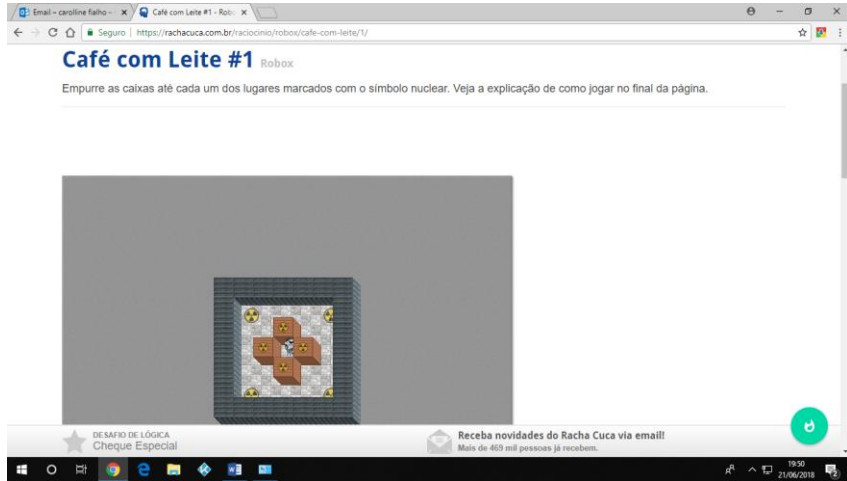 Email – carolline fialho –
Café com Leite #1 - Rob
Seguro | https://rachacuca.com.br/raciocinio/robox/cafe-com-leite/1/
Café com Leite #1 Robox
Empurre as caixas até cada um dos lugares marcados com o símbolo nuclear. Veja a explicação de como jogar no final da página.
DESAFIO DE LÓGICA
Cheque Especial
Receba novidades do Racha Cuca via email!
Mais de 469 mil pessoas já recebem.
19:50
21/06/2018